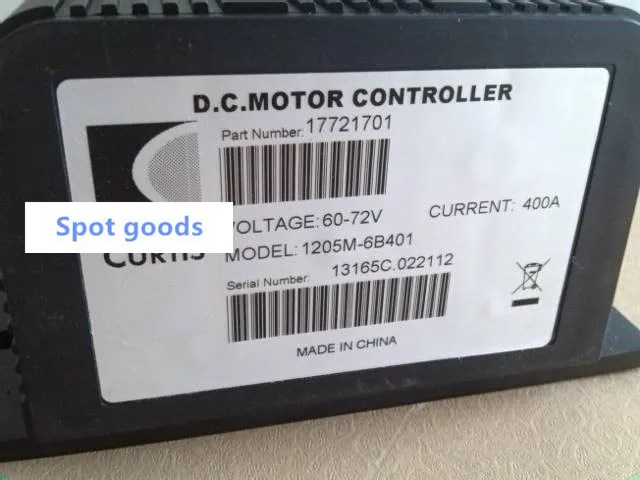 D.C.MOTOR CONTROLLER
Part Number: 17721701
Spot goods
VOLTAGE: 60-72V
CURRENT: 400A
CURTIS
MODEL: 1205M-6B401
Serial Number: 13165C.022112
MADE IN CHINA